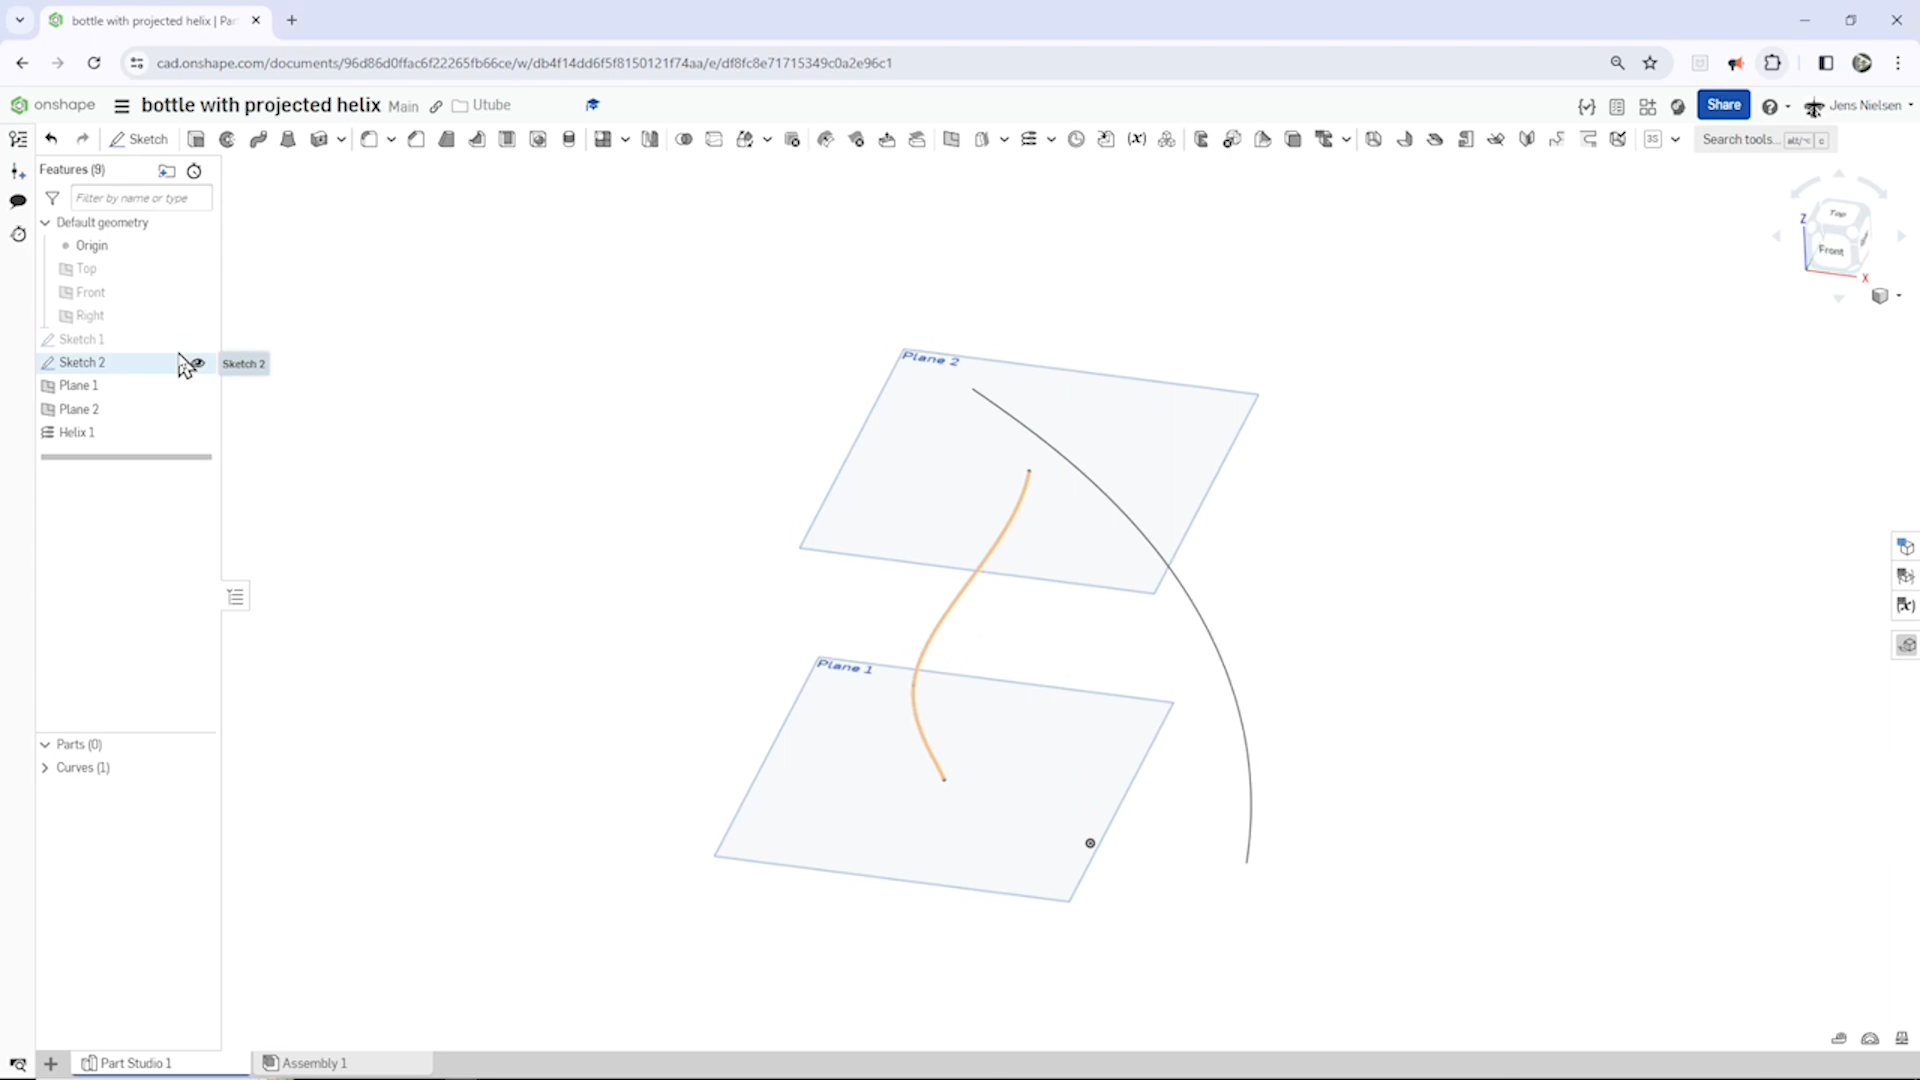 bottle with projected helix | Par
cad.onshape.com/documents/96d86d0ffac6f22265fb66ce/w/db4f14dd6f5f8150121f74aa/e/df8fc8e71715349c0a2e96c1
onshape bottle with projected helix Main Utube Share Jens Nielsen
Sketch 3S Search tools... alt/⌥ c
Features (9)
Filter by name or type
Default geometry
Origin
Top
Front
Right
Sketch 1
Sketch 2 Sketch 2
Plane 1
Plane 2
Helix 1
Plane 2
Plane 1
Top
Front
Z
X
Parts (0)
Curves (1)
Part Studio 1 Assembly 1